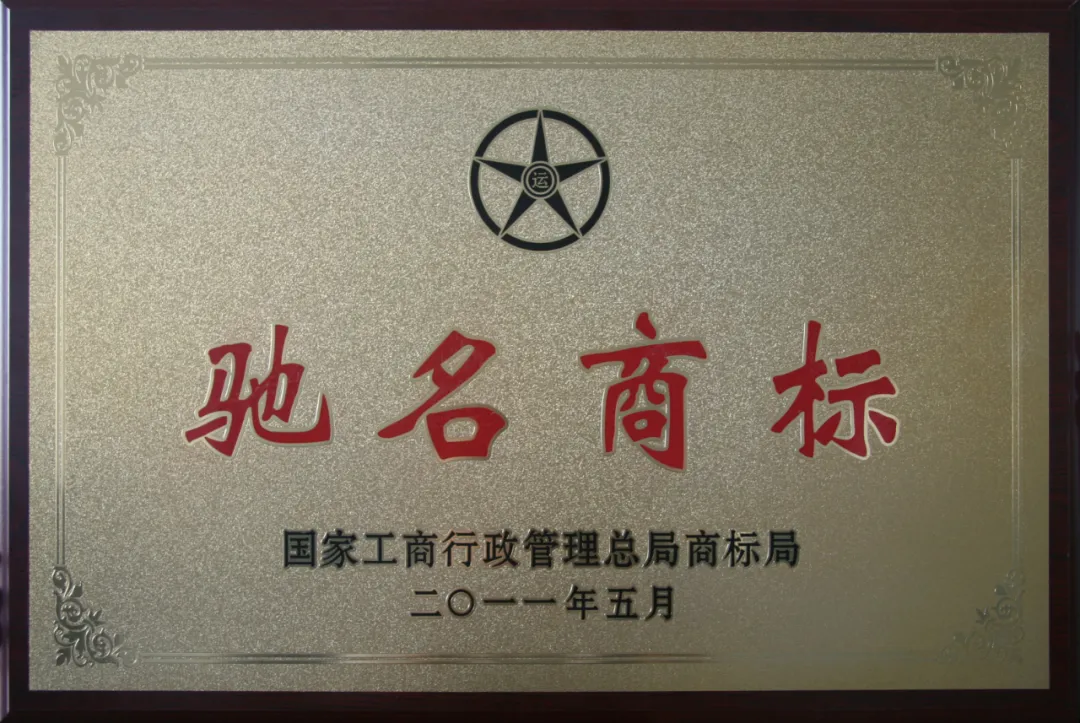 运
驰名商标
国家工商行政管理总局商标局
二〇一一年五月